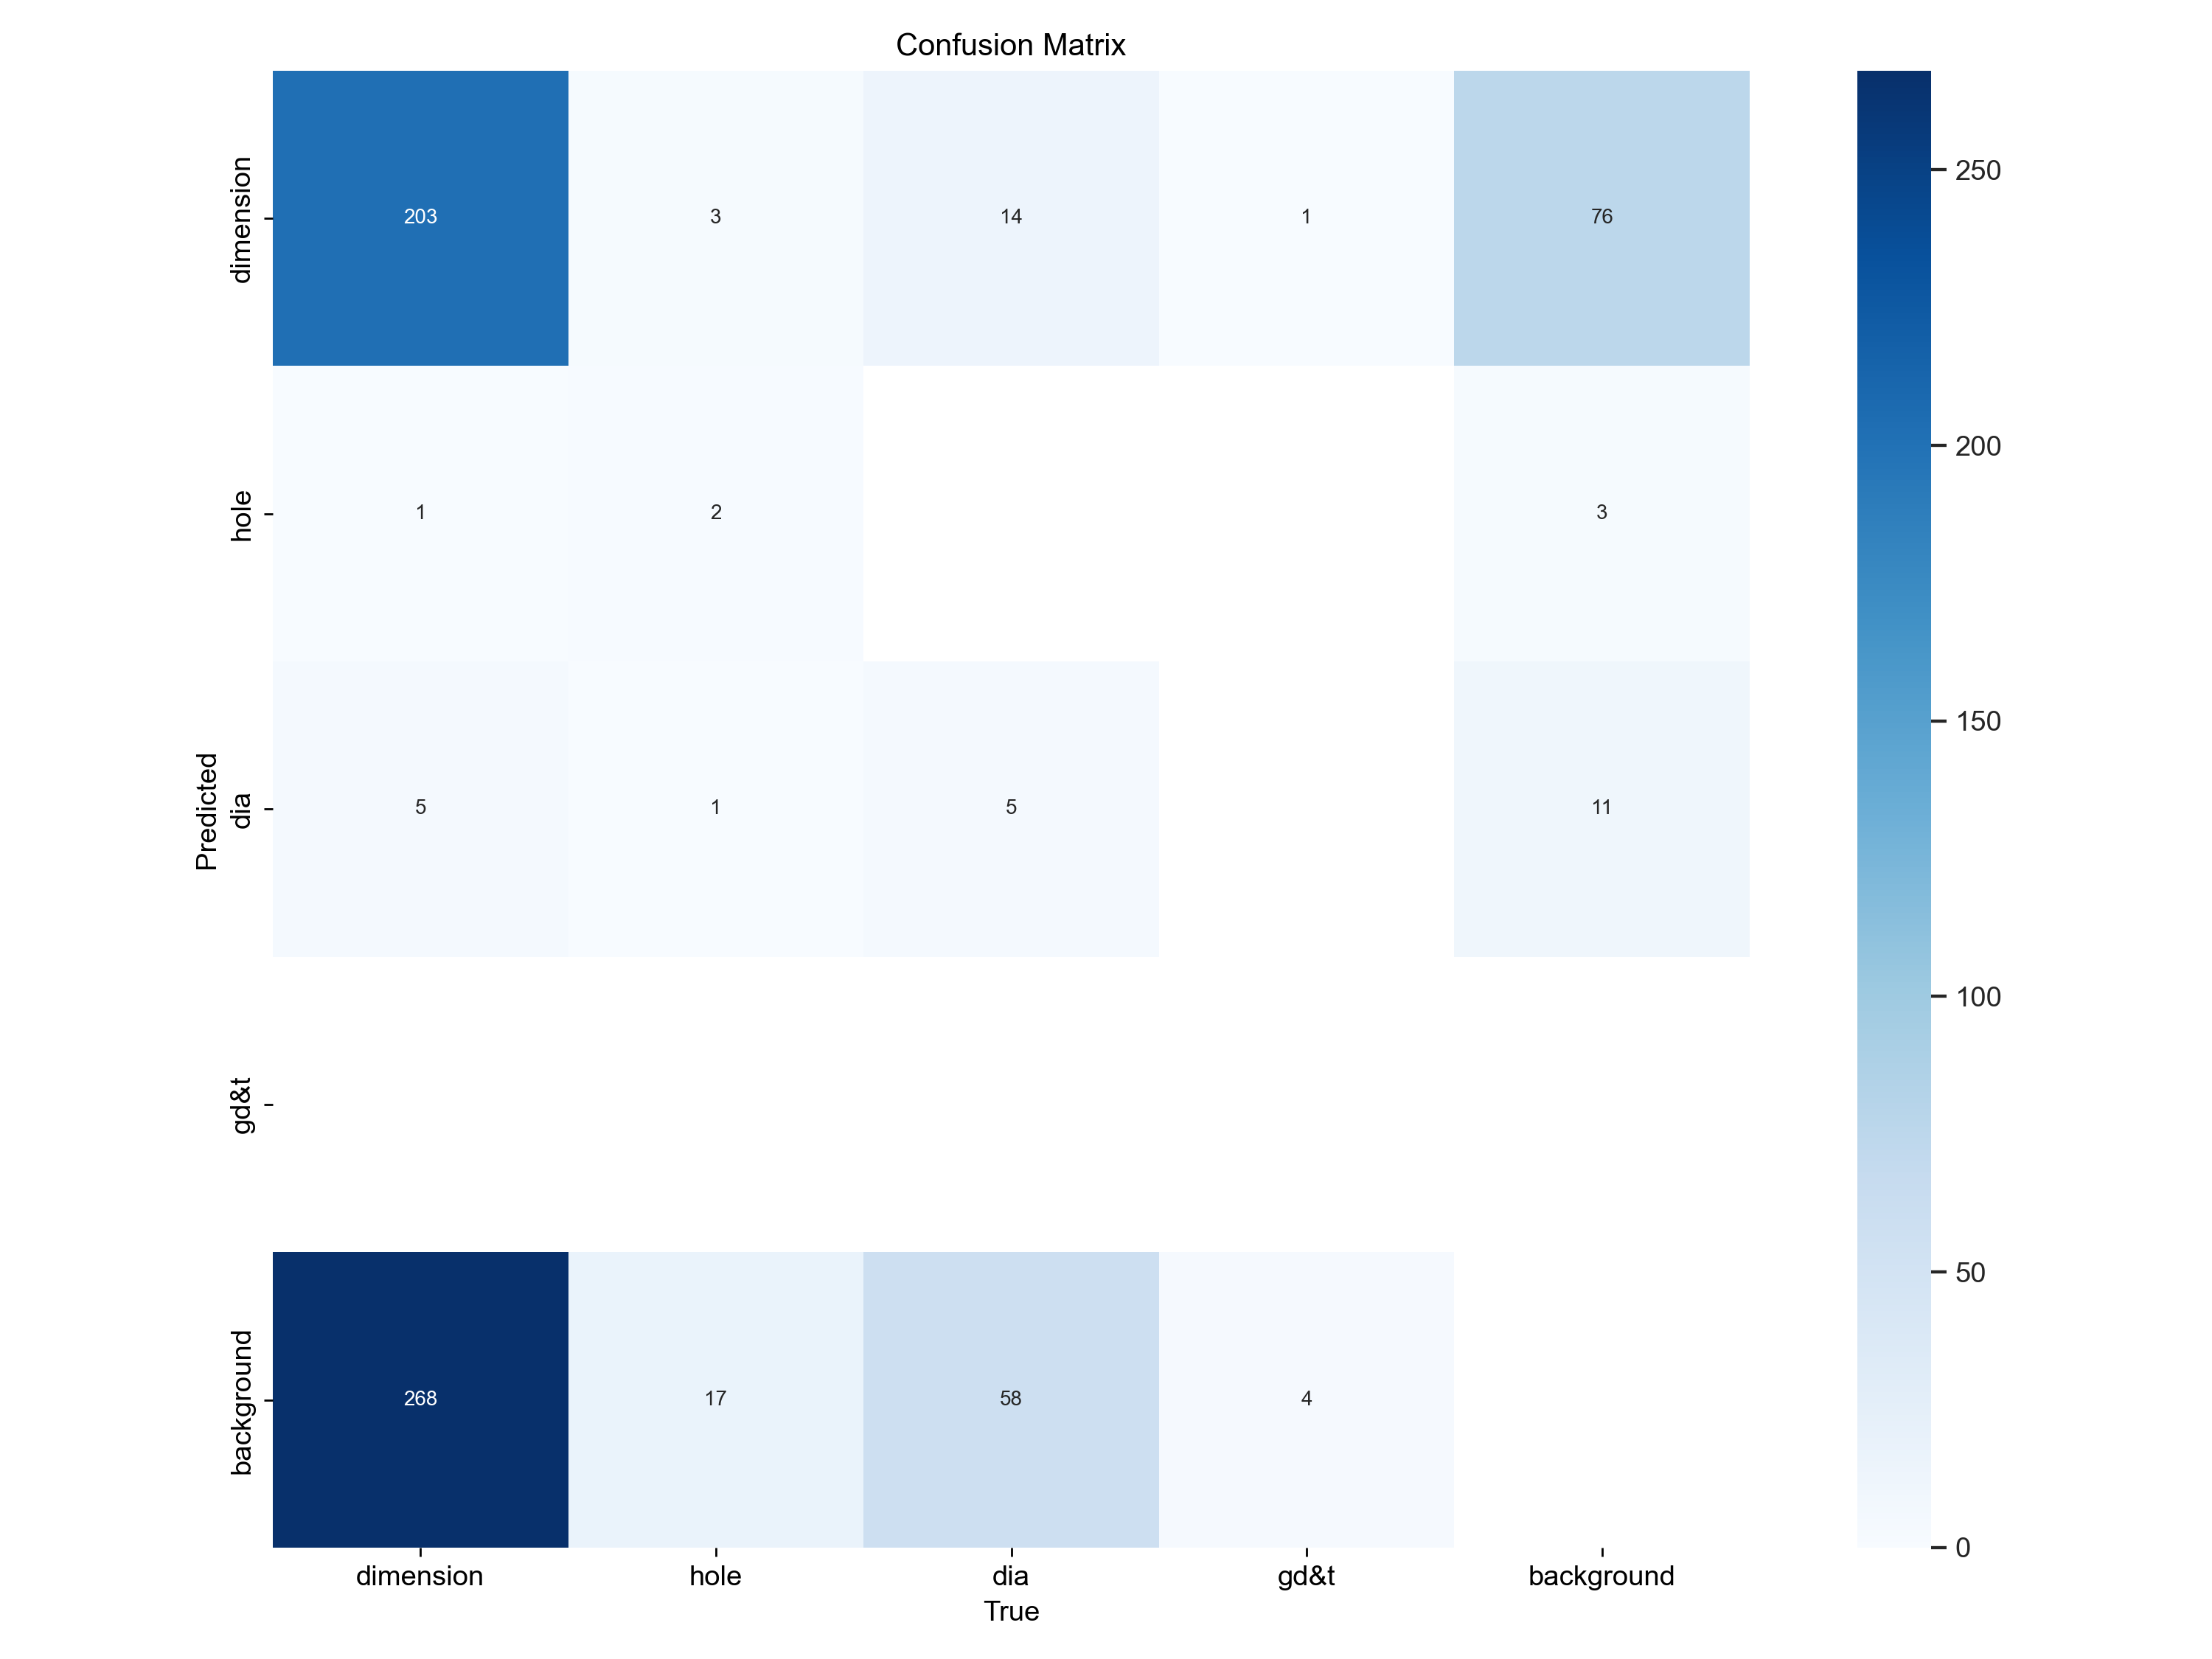 Confusion Matrix
dimension
203 3 14 1 76
hole
1 2 3
dia
5 1 5 11
gd&t
background
268 17 58 4
Predicted
dimension hole dia gd&t background
True
250
200
150
100
50
0